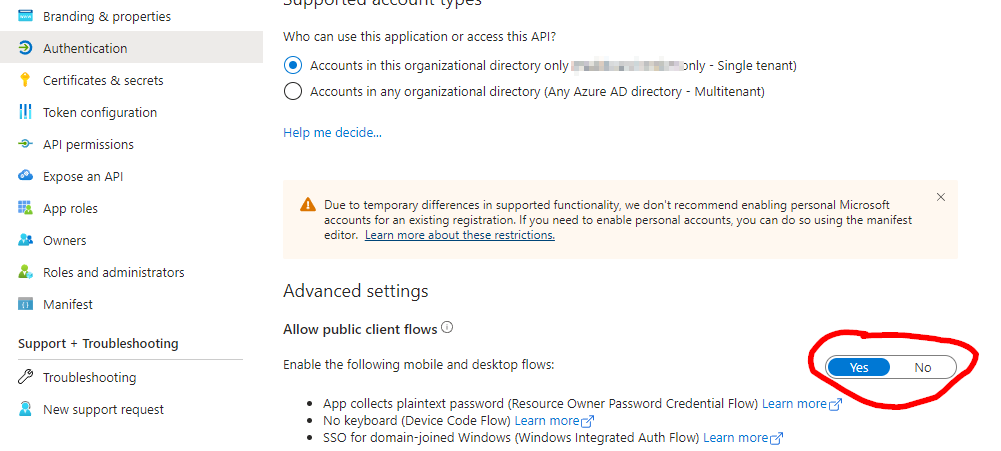 Branding & properties
Authentication
Certificates & secrets
Token configuration
API permissions
Expose an API
App roles
Owners
Roles and administrators
Manifest
Support + Troubleshooting
Troubleshooting
New support request
Supported account types
Who can use this application or access this API?
Accounts in this organizational directory only only - Single tenant)
Accounts in any organizational directory (Any Azure AD directory - Multitenant)
Help me decide...
Due to temporary differences in supported functionality, we don't recommend enabling personal Microsoft
accounts for an existing registration. If you need to enable personal accounts, you can do so using the manifest
editor. Learn more about these restrictions.
Advanced settings
Allow public client flows
Enable the following mobile and desktop flows:
Yes No
• App collects plaintext password (Resource Owner Password Credential Flow) Learn more
• No keyboard (Device Code Flow) Learn more
• SSO for domain-joined Windows (Windows Integrated Auth Flow) Learn more